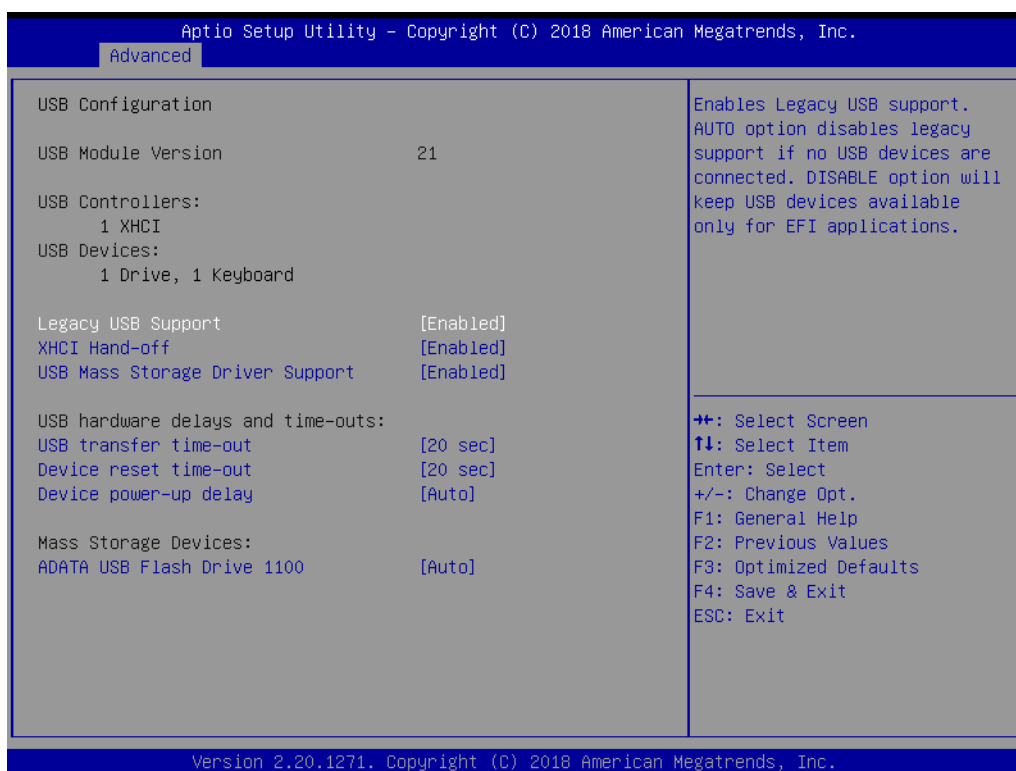 Aptio Setup Utility – Copyright (C) 2018 American Megatrends, Inc.
Advanced
USB Configuration
USB Module Version 21
USB Controllers:
1 XHCI
USB Devices:
1 Drive, 1 Keyboard
Legacy USB Support [Enabled]
XHCI Hand-off [Enabled]
USB Mass Storage Driver Support [Enabled]
USB hardware delays and time-outs:
USB transfer time-out [20 sec]
Device reset time-out [20 sec]
Device power-up delay [Auto]
Mass Storage Devices:
ADATA USB Flash Drive 1100 [Auto]
Enables Legacy USB support.
AUTO option disables legacy
support if no USB devices are
connected. DISABLE option will
keep USB devices available
only for EFI applications.
→←: Select Screen
↑↓: Select Item
Enter: Select
+/-: Change Opt.
F1: General Help
F2: Previous Values
F3: Optimized Defaults
F4: Save & Exit
ESC: Exit
Version 2.20.1271. Copyright (C) 2018 American Megatrends, Inc.